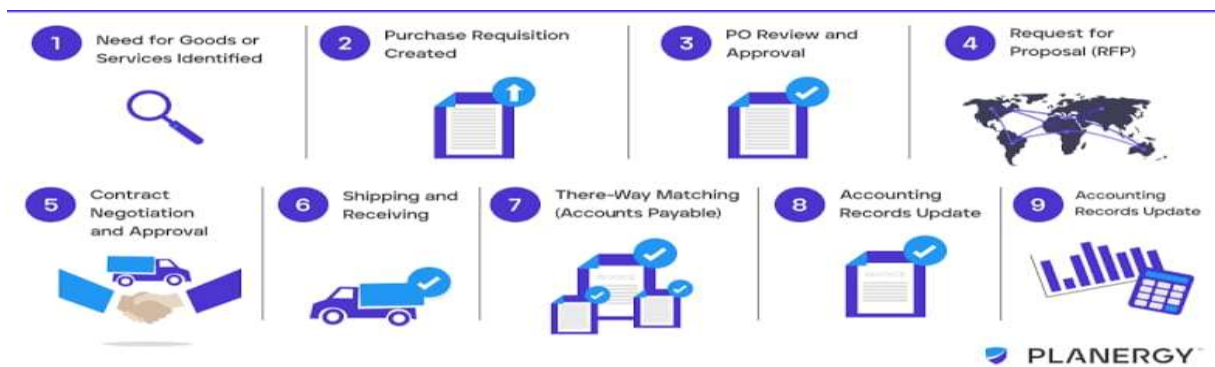 1
Need for Goods or
Services Identified
2
Purchase Requisition
Created
3
PO Review and
Approval
4
Request for
Proposal (RFP)
5
Contract
Negotiation
and Approval
6
Shipping and
Receiving
7
There-Way Matching
(Accounts Payable)
INVOICE
8
Accounting
Records Update
INVOICE
9
Accounting
Records Update
PLANERGY